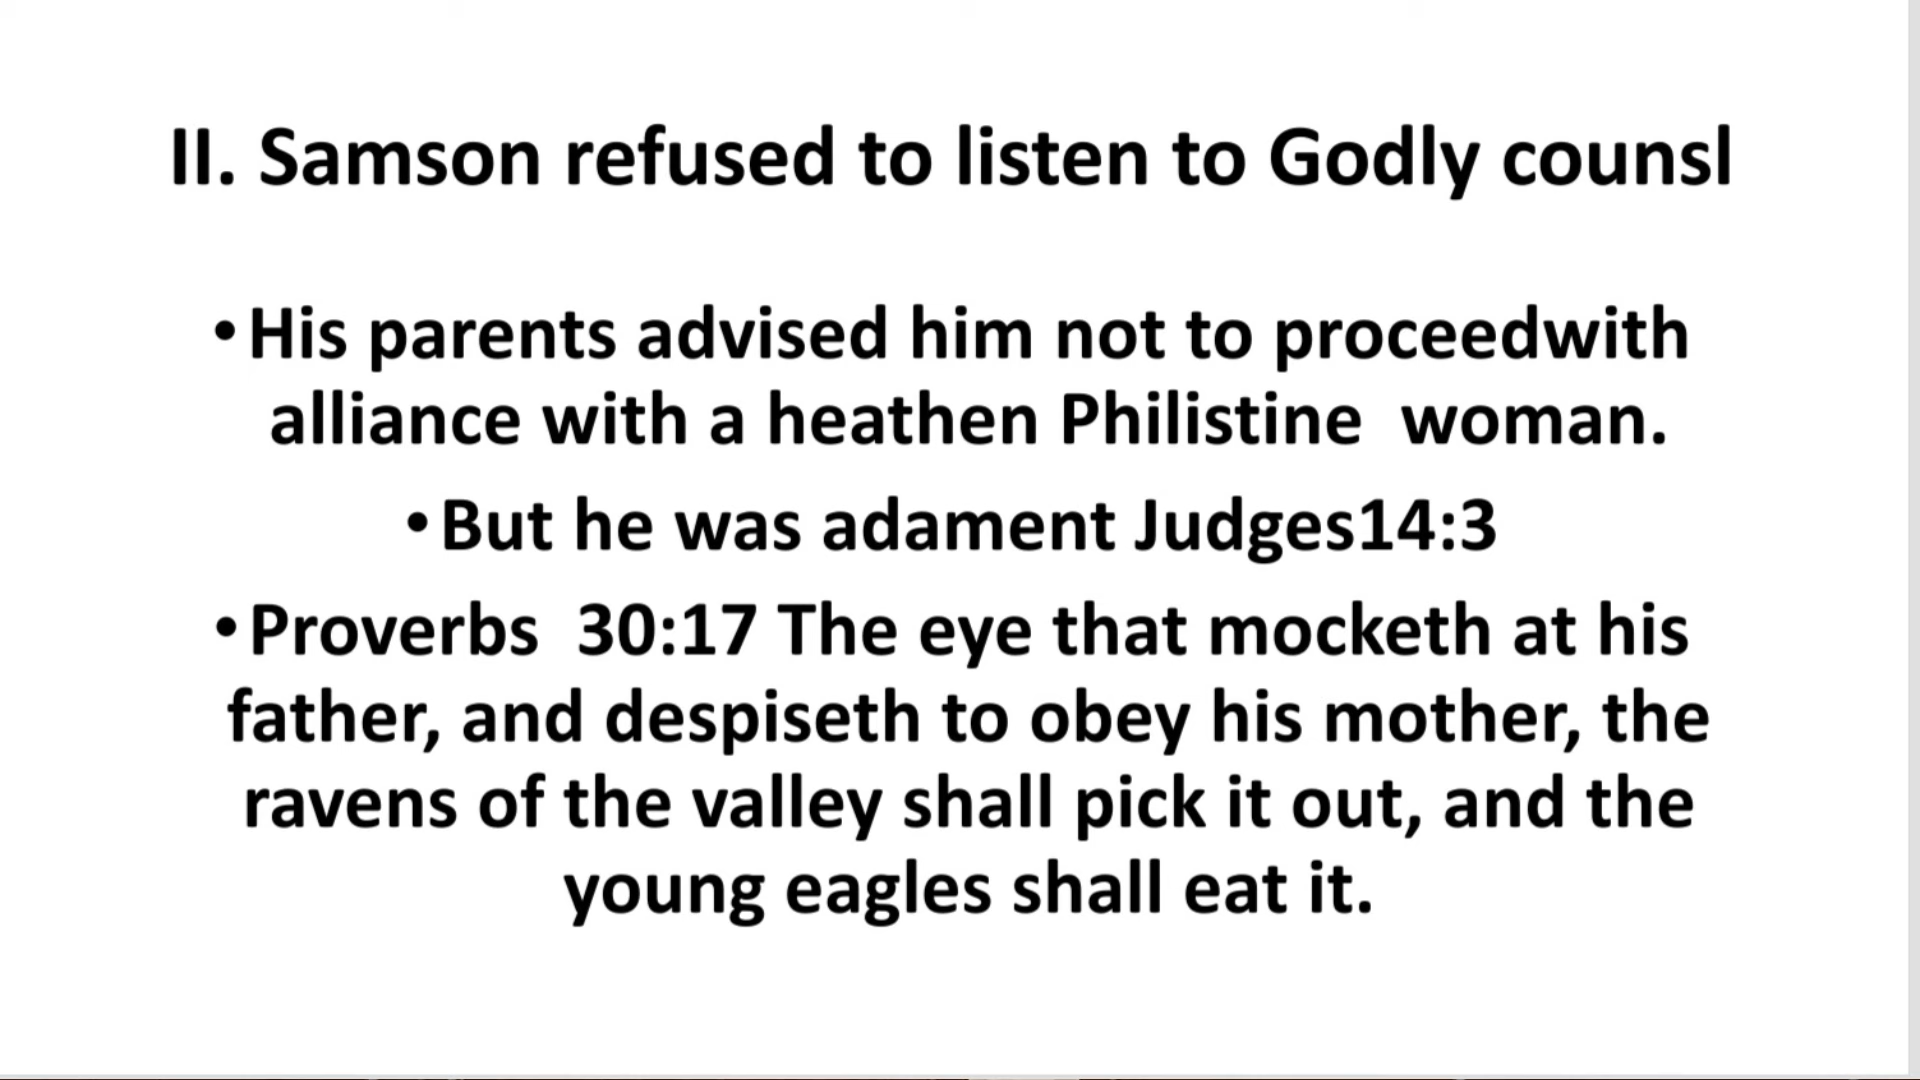 II. Samson refused to listen to Godly counsl
•His parents advised him not to proceedwith
alliance with a heathen Philistine  woman.
•But he was adament Judges14:3
•Proverbs  30:17 The eye that mocketh at his
father, and despiseth to obey his mother, the
ravens of the valley shall pick it out, and the
young eagles shall eat it.